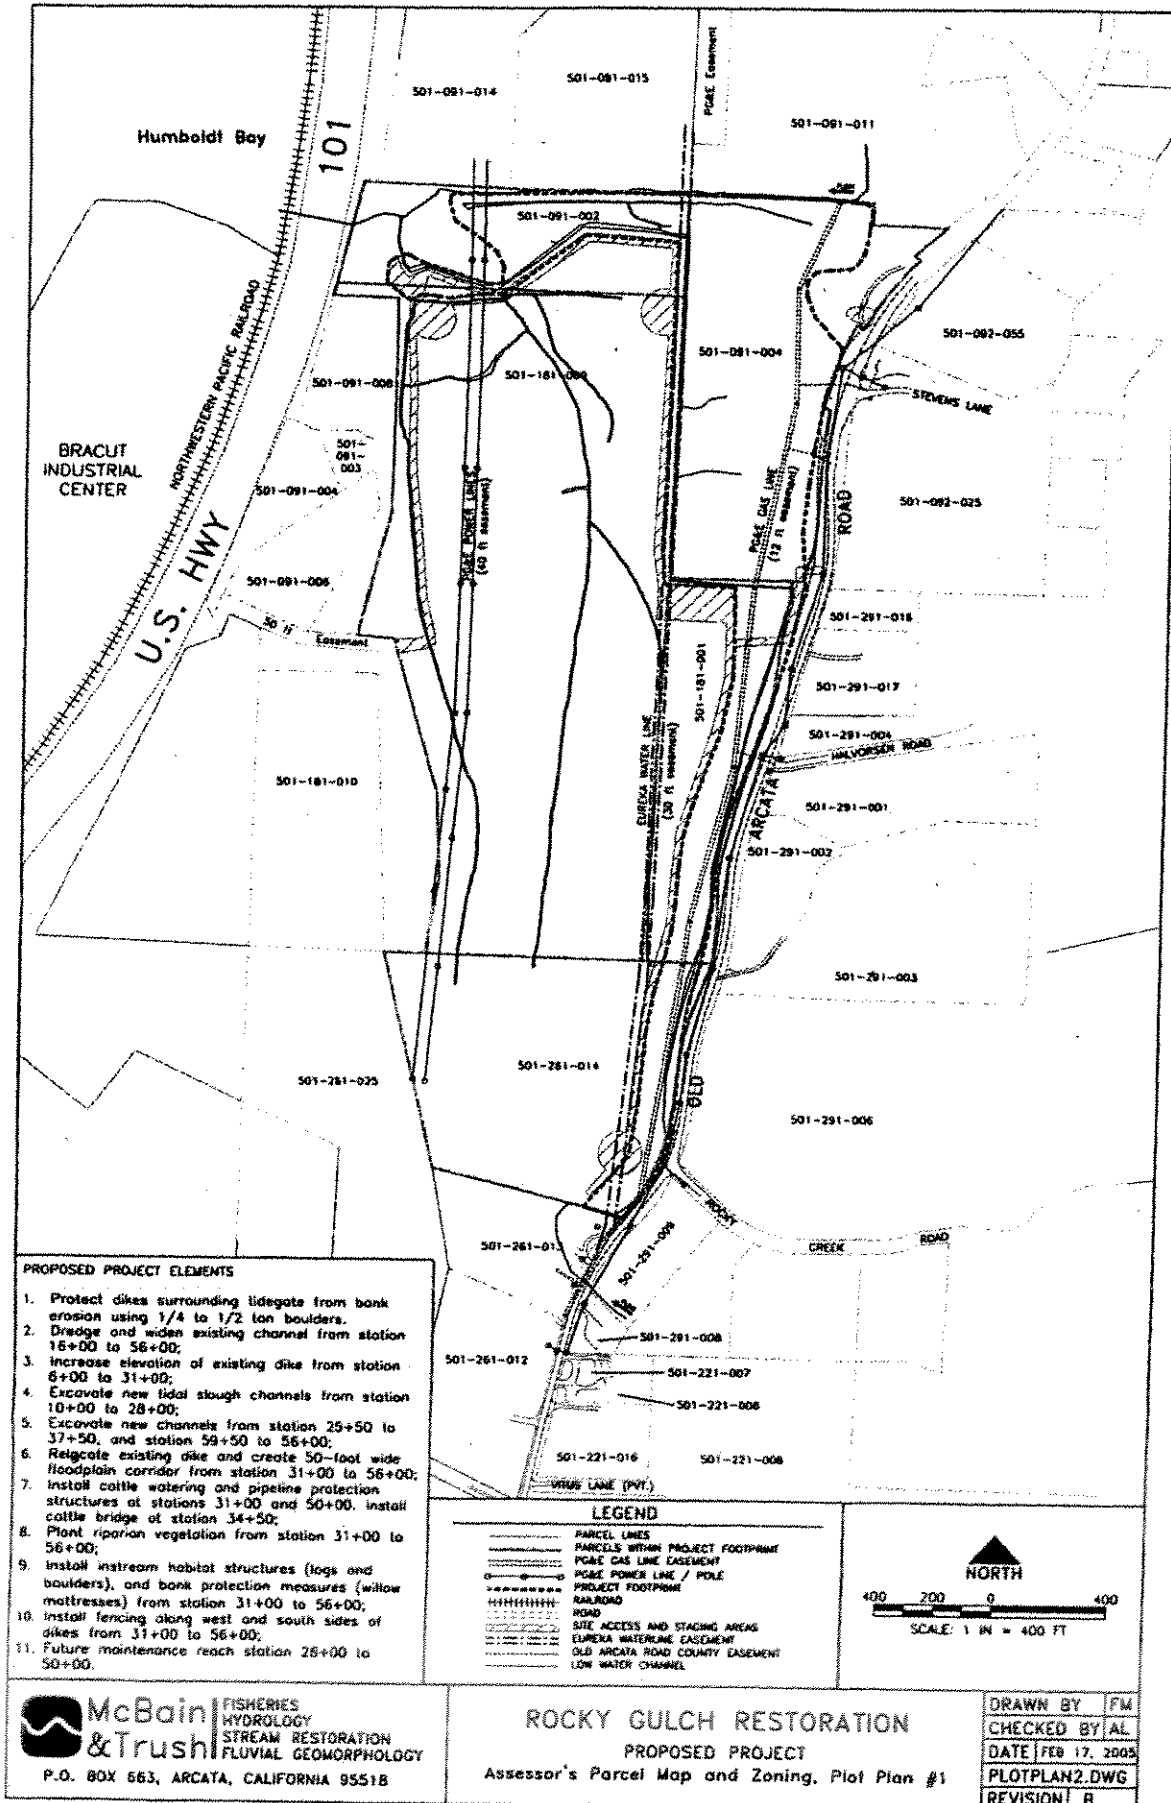 501-091-014
501-091-015
PG&E Easement
501-091-011
Humboldt Bay
101
501-091-002
NORTHWESTERN PACIFIC RAILROAD
501-092-055
501-091-004
501-091-008
STEVENS LANE
BRACUT
INDUSTRIAL
CENTER
501-
091-
003
501-091-004
PG&E POWER LINES
(40 ft easement)
PG&E GAS LINE
(12 ft easement)
501-092-025
ROAD
U.S. HWY
501-091-006
50 ft
Easement
501-291-018
501-181-001
501-291-017
EUREKA WATER LINE
(30 ft easement)
501-291-004
HALVORSEN ROAD
501-181-010
ARCATA
501-291-001
501-291-002
501-291-003
501-261-014
OLD
501-291-006
ROCKY
CREEK
ROAD
501-291-009
501-291-008
501-261-012
501-221-007
501-221-006
501-221-016
501-221-006
VITUS LANE (PVT.)
PROPOSED PROJECT ELEMENTS
1. Protect dikes surrounding tidegate from bank
erosion using 1/4 to 1/2 ton boulders.
2. Dredge and widen existing channel from station
16+00 to 56+00;
3. Increase elevation of existing dike from station
6+00 to 31+00;
4. Excavate new tidal slough channels from station
10+00 to 28+00;
5. Excavate new channels from station 25+50 to
37+50, and station 59+50 to 56+00;
6. Relocate existing dike and create 50-foot wide
floodplain corridor from station 31+00 to 56+00;
7. Install cattle watering and pipeline protection
structures at stations 31+00 and 50+00. install
cattle bridge at station 34+50;
8. Plant riparian vegetation from station 31+00 to
56+00;
9. Install instream habitat structures (logs and
boulders), and bank protection measures (willow
mattresses) from station 31+00 to 56+00;
10. Install fencing along west and south sides of
dikes from 31+00 to 56+00;
11. Future maintenance reach station 28+00 to
50+00.
LEGEND
PARCEL LINES
PARCELS WITHIN PROJECT FOOTPRINT
PG&E GAS LINE EASEMENT
PG&E POWER LINE / POLE
PROJECT FOOTPRINT
RAILROAD
ROAD
SITE ACCESS AND STAGING AREAS
EUREKA WATERLINE EASEMENT
OLD ARCATA ROAD COUNTY EASEMENT
LOW WATER CHANNEL
NORTH
400 200 0 400
SCALE: 1 IN = 400 FT
McBain
&Trush
FISHERIES
HYDROLOGY
STREAM RESTORATION
FLUVIAL GEOMORPHOLOGY
P.O. BOX 663, ARCATA, CALIFORNIA 95518
ROCKY GULCH RESTORATION
PROPOSED PROJECT
Assessor's Parcel Map and Zoning, Plot Plan #1
DRAWN BY FM
CHECKED BY AL
DATE FEB 17, 2005
PLOTPLAN2.DWG
REVISION B